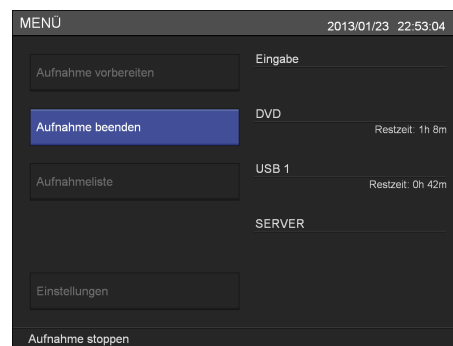 MENÜ 2013/01/23 22:53:04
Aufnahme vorbereiten
Aufnahme beenden
Aufnahmeliste
Einstellungen
Eingabe
DVD
Restzeit: 1h 8m
USB 1
Restzeit: 0h 42m
SERVER
Aufnahme stoppen